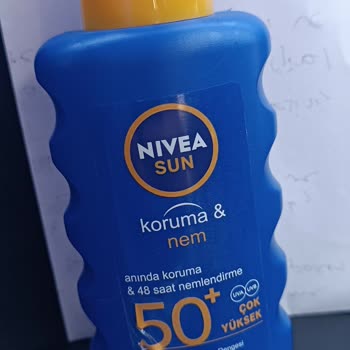 NIVEA
SUN
koruma &
nem
anında koruma
& 48 saat nemlendirme
50+
UVA UVB
ÇOK
YÜKSEK